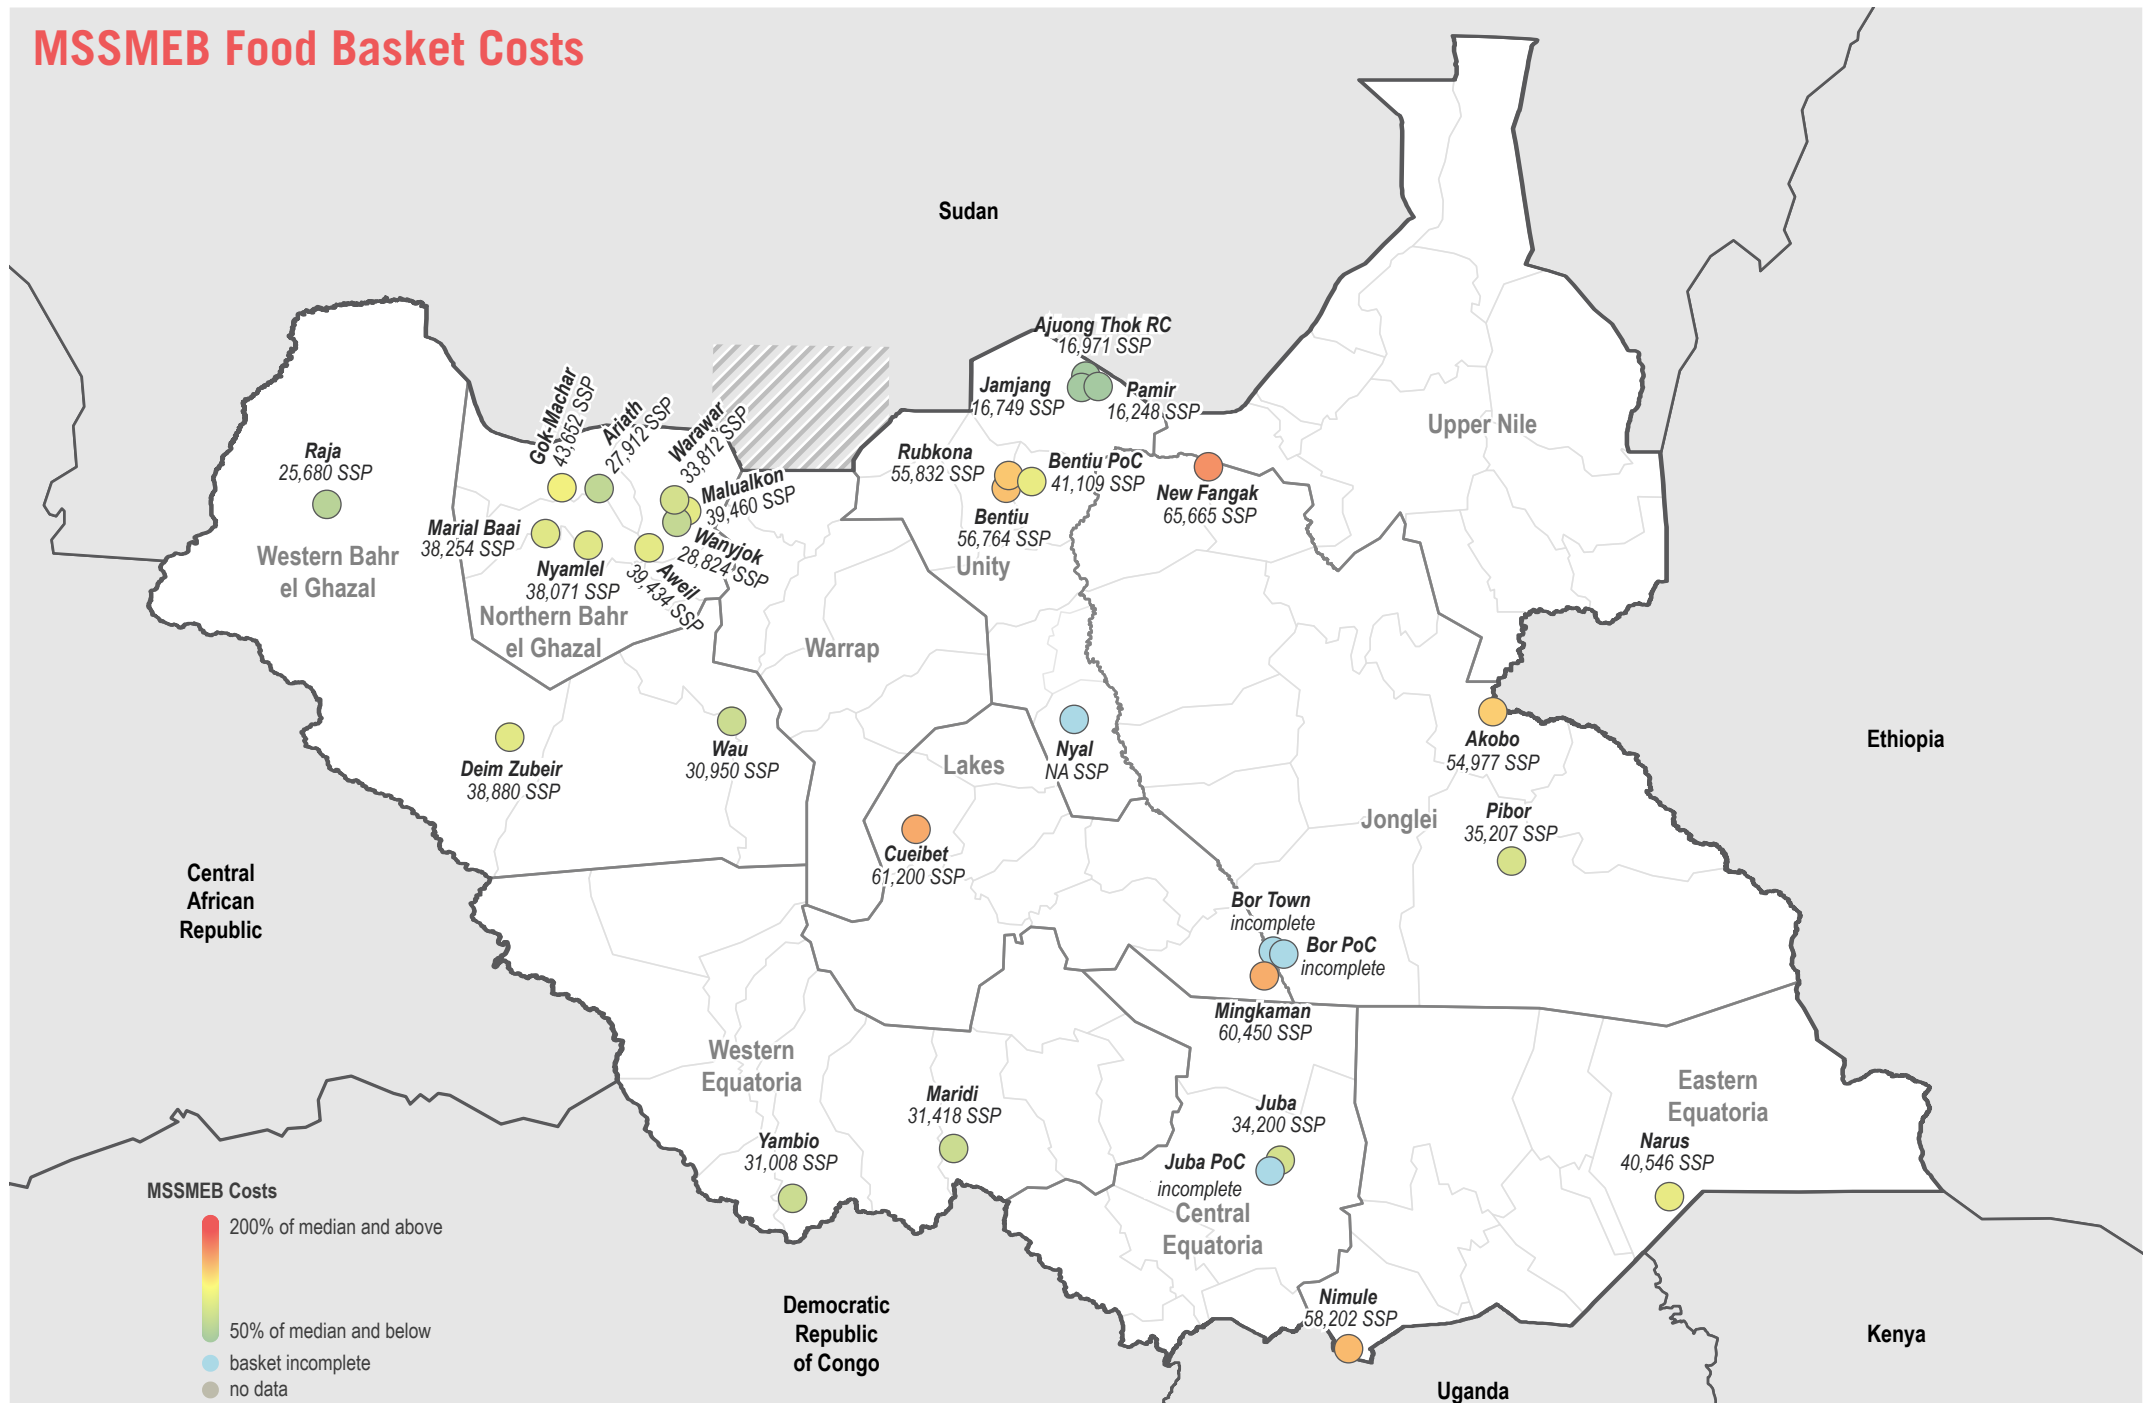 MSSMEB Food Basket Costs
Sudan
Ajuong Thok RC
16,971 SSP
Jamjang
16,749 SSP
Pamir
16,248 SSP
Upper Nile
Gok-Machar
43,652 SSP
Ariath
27,912 SSP
Warawar
33,812 SSP
Malualkon
39,460 SSP
Raja
25,680 SSP
Rubkona
55,832 SSP
Bentiu PoC
41,109 SSP
New Fangak
65,665 SSP
Bentiu
56,764 SSP
Unity
Marial Baai
38,254 SSP
Wanyjok
28,824 SSP
Western Bahr
el Ghazal
Nyamlel
38,071 SSP
Aweil
39,434 SSP
Northern Bahr
el Ghazal
Warrap
Deim Zubeir
38,880 SSP
Wau
30,950 SSP
Lakes
Nyal
NA SSP
Akobo
54,977 SSP
Ethiopia
Cueibet
61,200 SSP
Jonglei
Pibor
35,207 SSP
Central
African
Republic
Bor Town
incomplete
Bor PoC
incomplete
Mingkaman
60,450 SSP
Western
Equatoria
Maridi
31,418 SSP
Juba
34,200 SSP
Eastern
Equatoria
Yambio
31,008 SSP
Juba PoC
incomplete
Narus
40,546 SSP
Central
Equatoria
MSSMEB Costs
200% of median and above
50% of median and below
basket incomplete
no data
Democratic
Republic
of Congo
Nimule
58,202 SSP
Kenya
Uganda